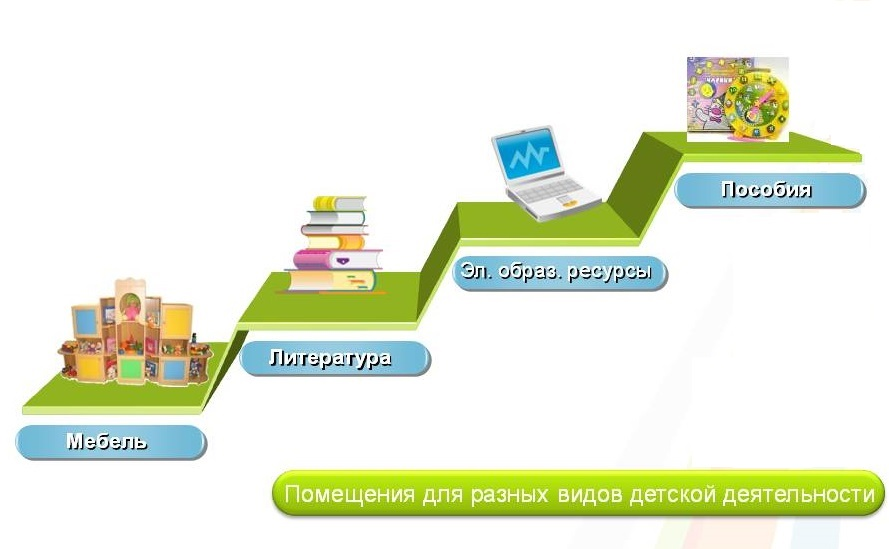 Пособия
Эл. образ. ресурсы
Литература
Мебель
Помещения для разных видов детской деятельности